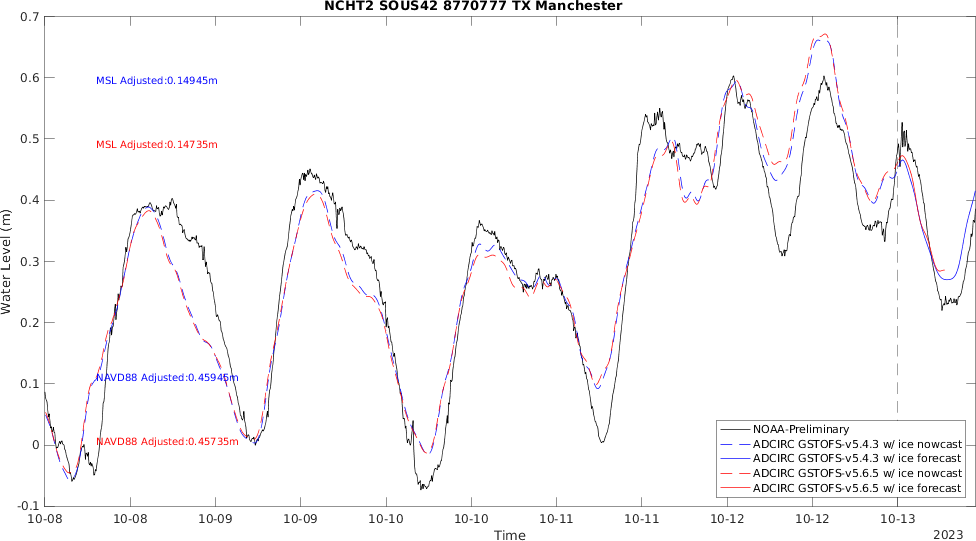 NCHT2 SOUS42 8770777 TX Manchester
0.7
0.6
0.5
0.4
0.3
0.2
0.1
0
-0.1
Water Level (m)
MSL Adjusted:0.14945m
MSL Adjusted:0.14735m
NAVD88 Adjusted:0.45945m
NAVD88 Adjusted:0.45735m
NOAA-Preliminary
ADCIRC GSTOFS-v5.4.3 w/ ice nowcast
ADCIRC GSTOFS-v5.4.3 w/ ice forecast
ADCIRC GSTOFS-v5.6.5 w/ ice nowcast
ADCIRC GSTOFS-v5.6.5 w/ ice forecast
10-08 10-08 10-09 10-09 10-10 10-10 10-11 10-11 10-12 10-12 10-13
Time
2023